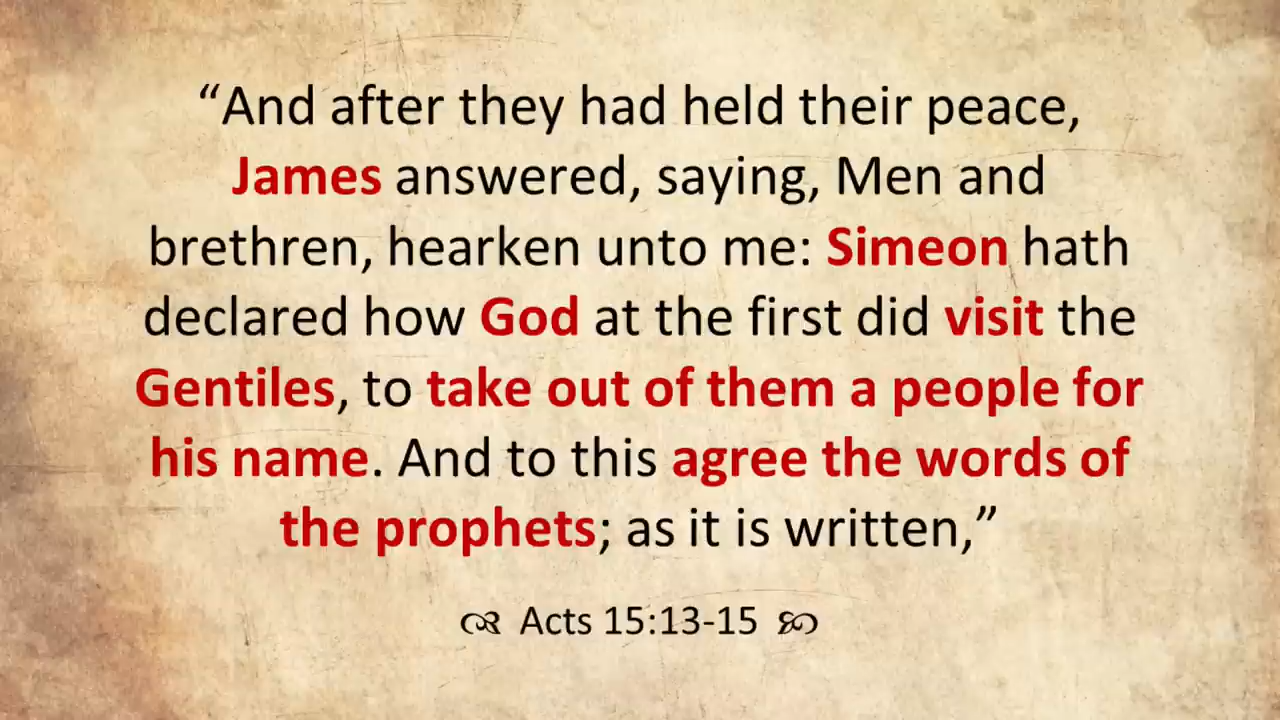 “And after they had held their peace,
James answered, saying, Men and
brethren, hearken unto me: Simeon hath
declared how God at the first did visit the
Gentiles, to take out of them a people for
his name. And to this agree the words of
the prophets; as it is written,”
Acts 15:13-15